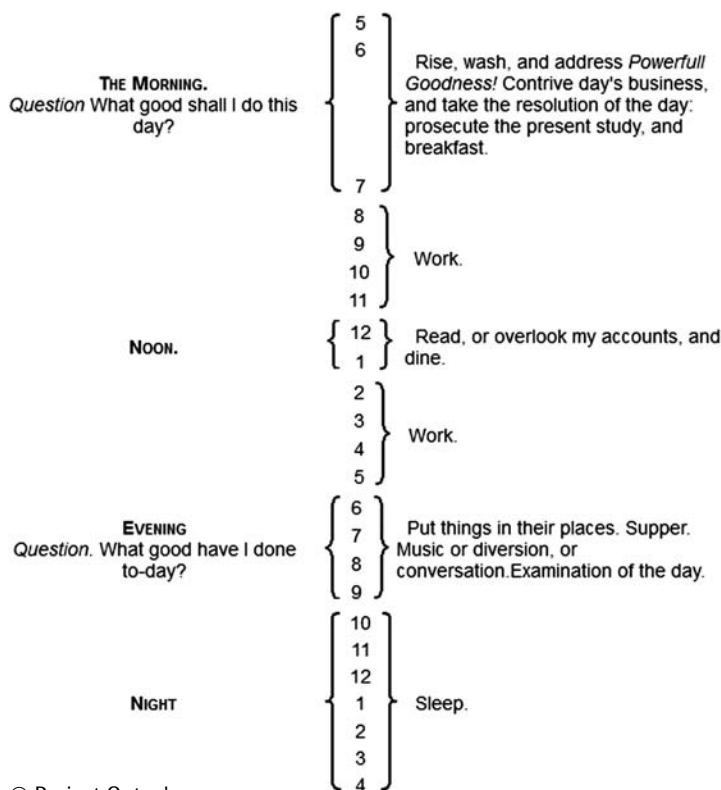 5
6
THE MORNING.
Question What good shall I do this
day?
Rise, wash, and address Powerfull
Goodness! Contrive day's business,
and take the resolution of the day:
prosecute the present study, and
breakfast.
7
8
9
10
11
Work.
NOON.
12
1
Read, or overlook my accounts, and
dine.
2
3
4
5
Work.
EVENING
Question. What good have I done
to-day?
6
7
8
9
Put things in their places. Supper.
Music or diversion, or
conversation.Examination of the day.
NIGHT
10
11
12
1
2
3
4
Sleep.